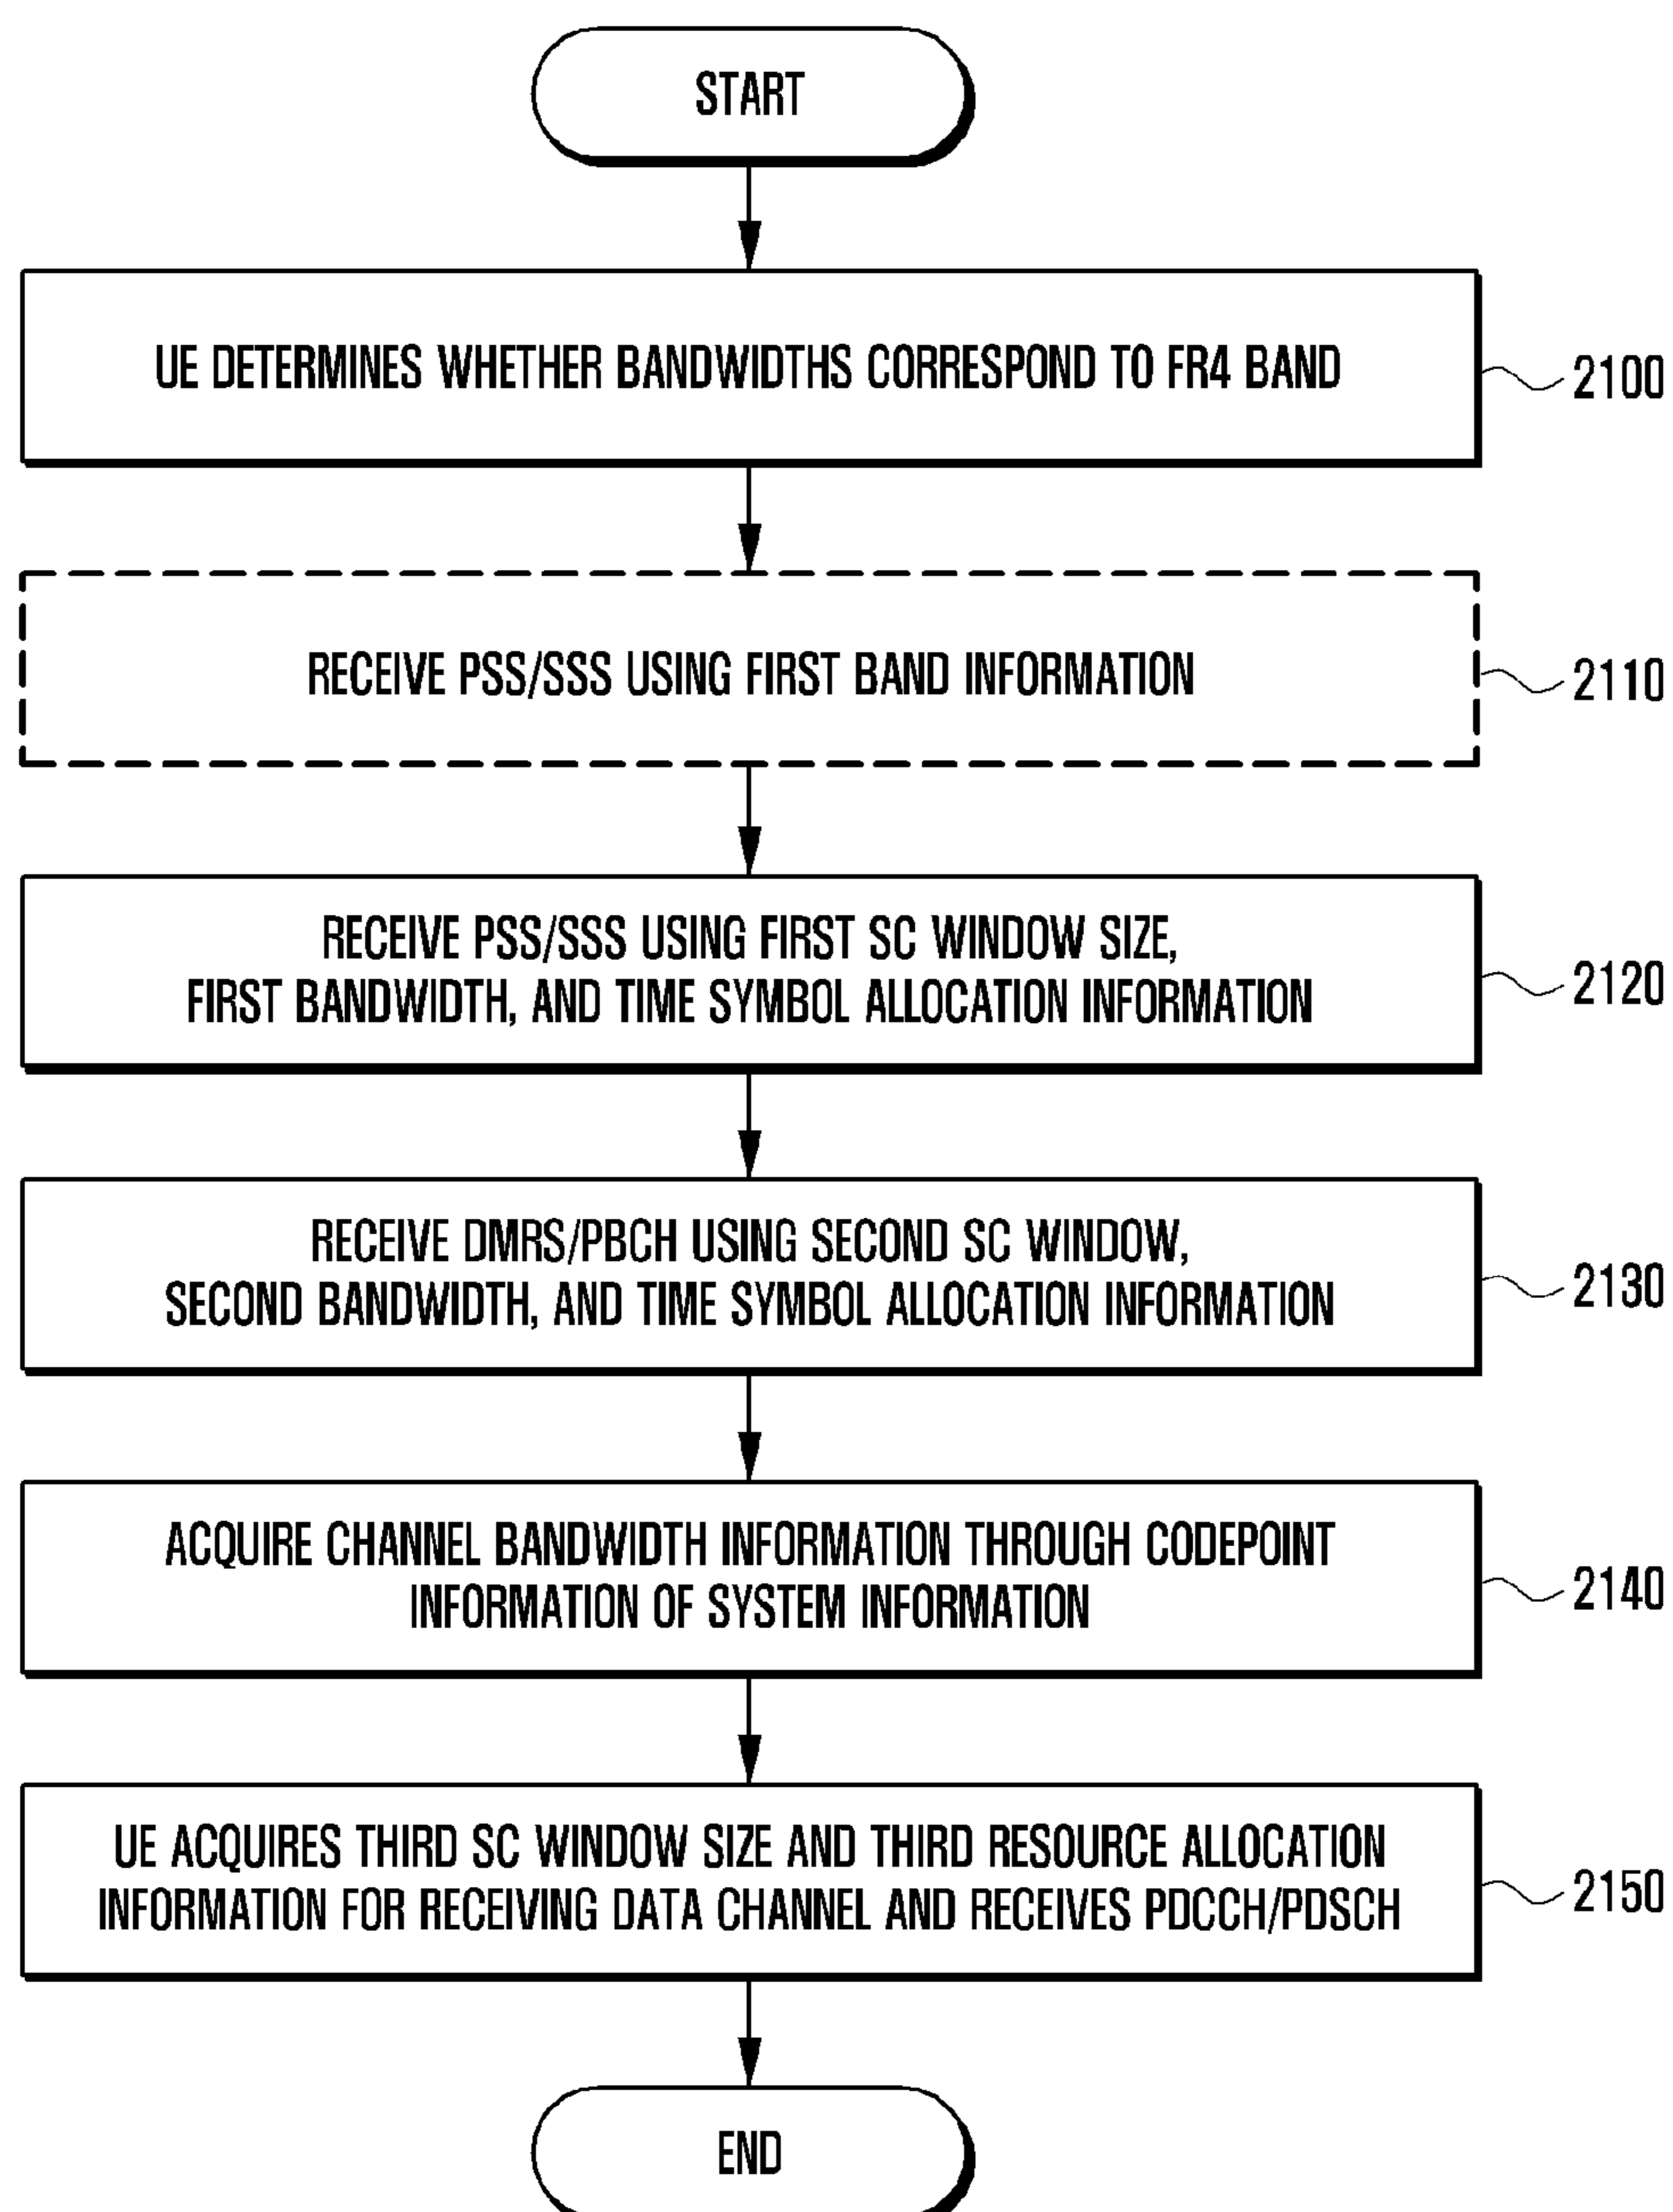 START
UE DETERMINES WHETHER BANDWIDTHS CORRESPOND TO FR4 BAND
2100
RECEIVE PSS/SSS USING FIRST BAND INFORMATION
2110
RECEIVE PSS/SSS USING FIRST SC WINDOW SIZE,
FIRST BANDWIDTH, AND TIME SYMBOL ALLOCATION INFORMATION
2120
RECEIVE DMRS/PBCH USING SECOND SC WINDOW,
SECOND BANDWIDTH, AND TIME SYMBOL ALLOCATION INFORMATION
2130
ACQUIRE CHANNEL BANDWIDTH INFORMATION THROUGH CODEPOINT
INFORMATION OF SYSTEM INFORMATION
2140
UE ACQUIRES THIRD SC WINDOW SIZE AND THIRD RESOURCE ALLOCATION
INFORMATION FOR RECEIVING DATA CHANNEL AND RECEIVES PDCCH/PDSCH
2150
END